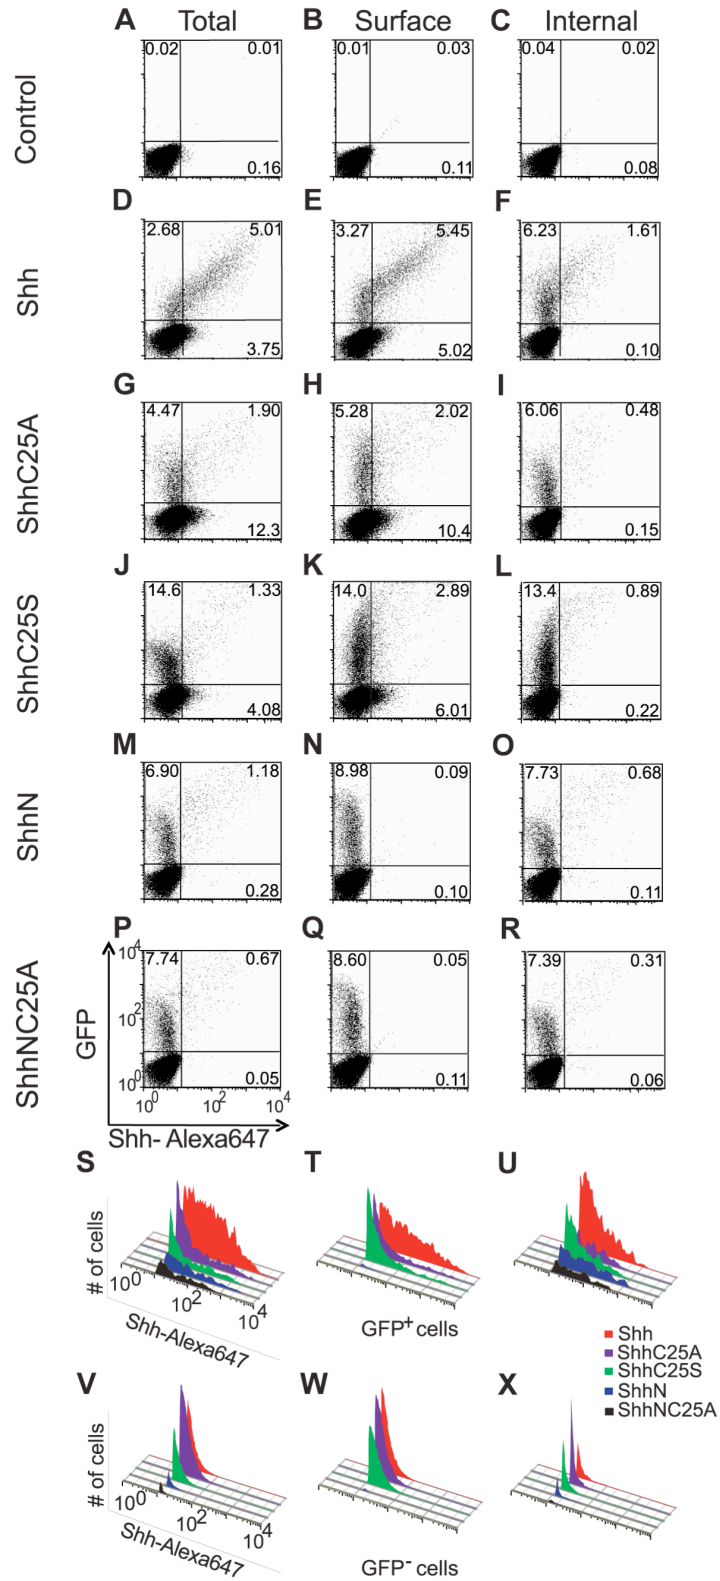 A Total B Surface C Internal
Control
0.02 0.01 0.01 0.03 0.04 0.02
0.16 0.11 0.08
D E F
Shh
2.68 5.01 3.27 5.45 6.23 1.61
3.75 5.02 0.10
G H I
ShhC25A
4.47 1.90 5.28 2.02 6.06 0.48
12.3 10.4 0.15
J K L
ShhC25S
14.6 1.33 14.0 2.89 13.4 0.89
4.08 6.01 0.22
M N O
ShhN
6.90 1.18 8.98 0.09 7.73 0.68
0.28 0.10 0.11
P Q R
ShhNC25A
10⁴ 7.74 0.67 8.60 0.05 7.39 0.31
GFP
10²
10⁰ 0.05 0.11 0.06
10⁰ 10² 10⁴
Shh- Alexa647
S T U
# of cells
10⁰ 10² 10⁴
Shh-Alexa647
GFP⁺ cells
Shh
ShhC25A
ShhC25S
ShhN
ShhNC25A
V W X
# of cells
10⁰ 10² 10⁴
Shh-Alexa647
GFP⁻ cells